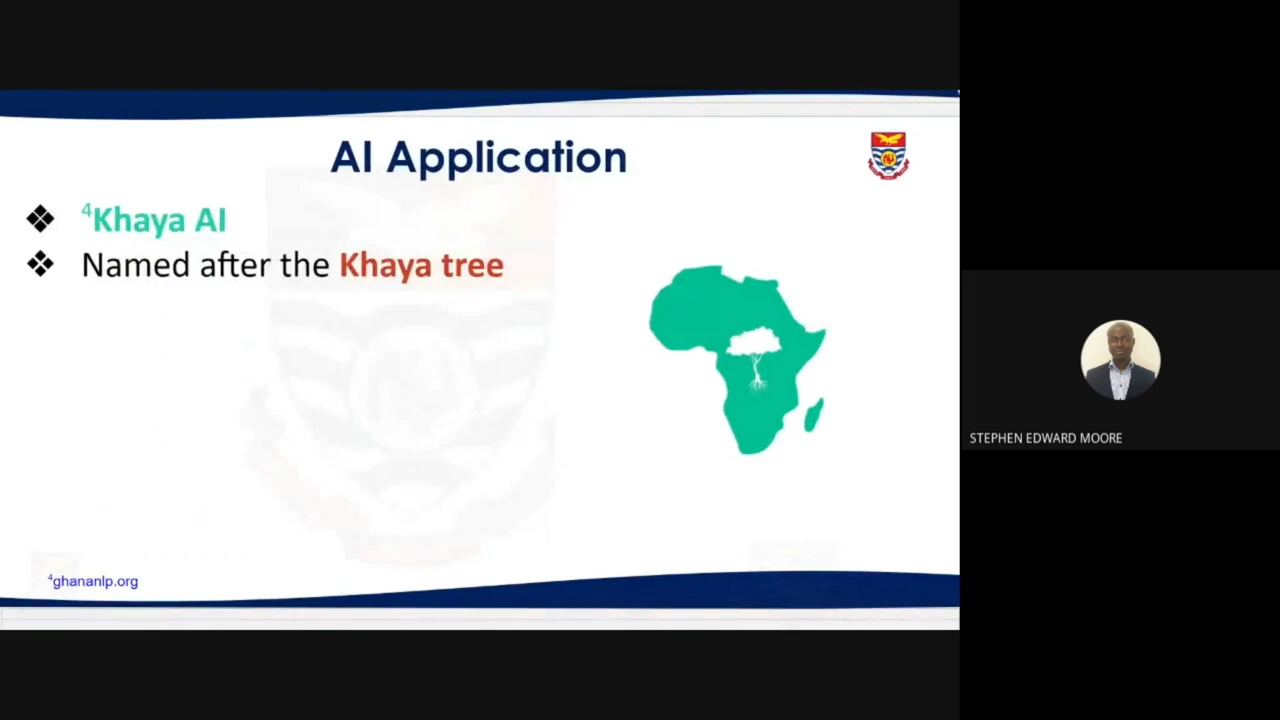 AI Application
❖ ⁴Khaya AI
❖ Named after the Khaya tree
⁴ghananlp.org
STEPHEN EDWARD MOORE